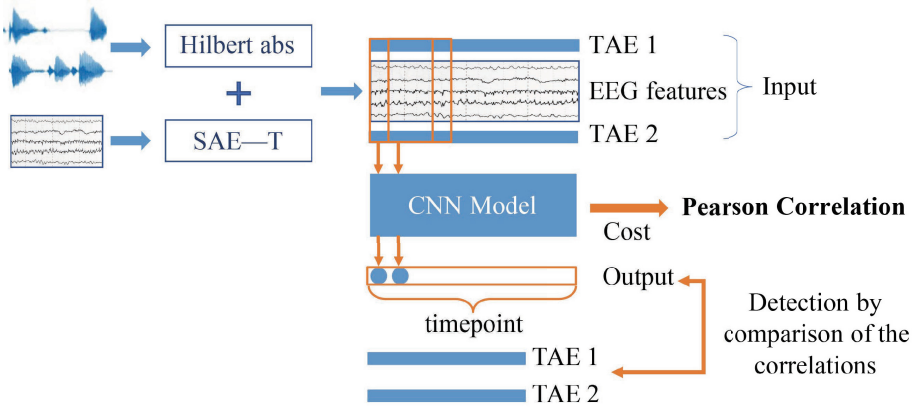 Hilbert abs
+
SAE—T
TAE 1
EEG features
TAE 2
Input
CNN Model
Cost
Pearson Correlation
Output
timepoint
TAE 1
TAE 2
Detection by
comparison of the
correlations